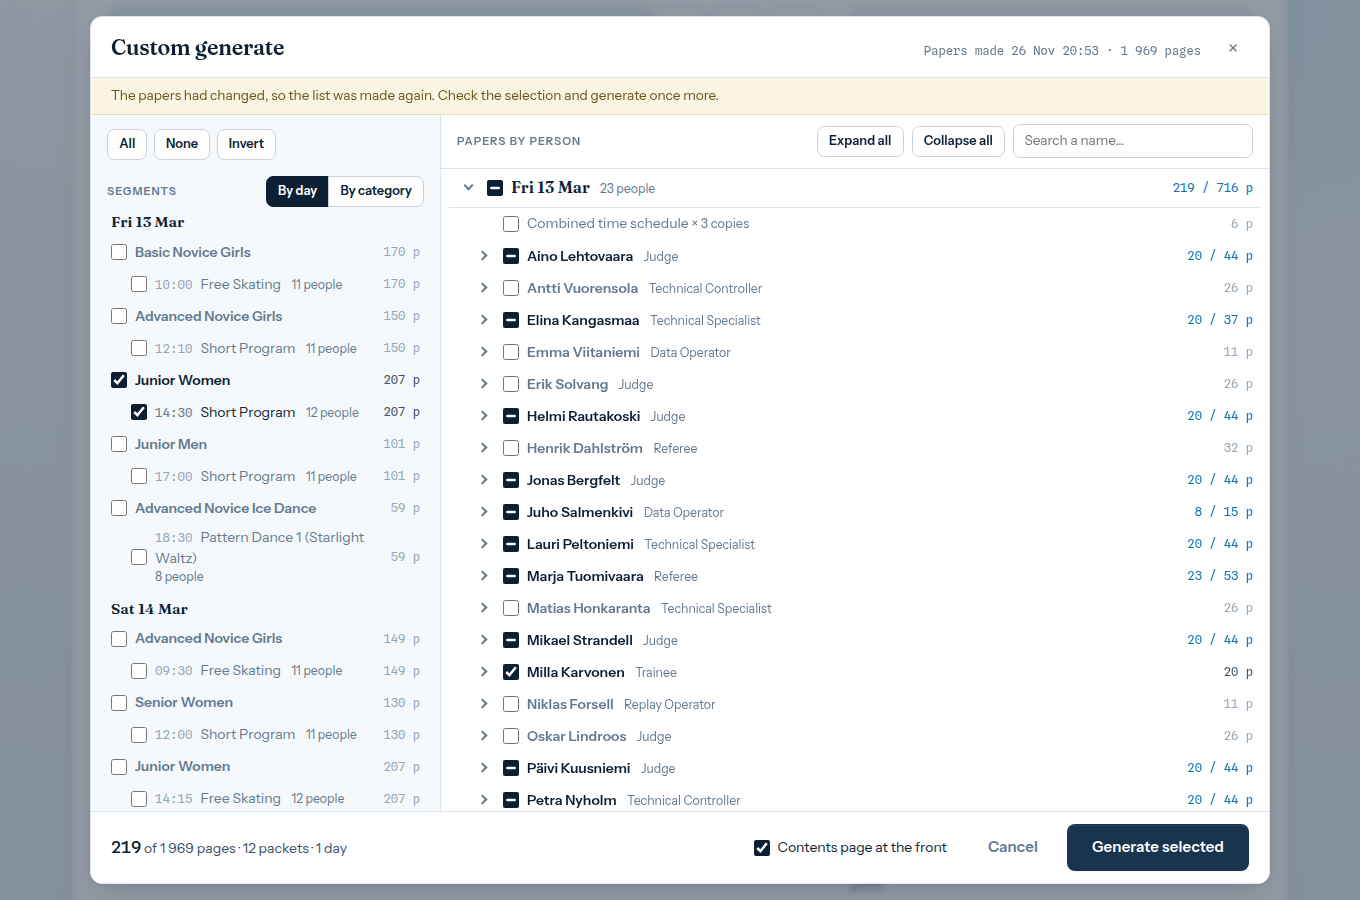 Custom generate
Papers made 26 Nov 20:53 · 1 969 pages ×
The papers had changed, so the list was made again. Check the selection and generate once more.
All None Invert
SEGMENTS By day By category
Fri 13 Mar
Basic Novice Girls 170 p
10:00 Free Skating 11 people 170 p
Advanced Novice Girls 150 p
12:10 Short Program 11 people 150 p
Junior Women 207 p
14:30 Short Program 12 people 207 p
Junior Men 101 p
17:00 Short Program 11 people 101 p
Advanced Novice Ice Dance 59 p
18:30 Pattern Dance 1 (Starlight
Waltz) 59 p
8 people
Sat 14 Mar
Advanced Novice Girls 149 p
09:30 Free Skating 11 people 149 p
Senior Women 130 p
12:00 Short Program 11 people 130 p
Junior Women 207 p
14:15 Free Skating 12 people 207 p
PAPERS BY PERSON Expand all Collapse all Search a name...
Fri 13 Mar 23 people 219 / 716 p
Combined time schedule × 3 copies 6 p
Aino Lehtovaara Judge 20 / 44 p
Antti Vuorensola Technical Controller 26 p
Elina Kangasmaa Technical Specialist 20 / 37 p
Emma Viitaniemi Data Operator 11 p
Erik Solvang Judge 26 p
Helmi Rautakoski Judge 20 / 44 p
Henrik Dahlström Referee 32 p
Jonas Bergfelt Judge 20 / 44 p
Juho Salmenkivi Data Operator 8 / 15 p
Lauri Peltoniemi Technical Specialist 20 / 44 p
Marja Tuomivaara Referee 23 / 53 p
Matias Honkaranta Technical Specialist 26 p
Mikael Strandell Judge 20 / 44 p
Milla Karvonen Trainee 20 p
Niklas Forsell Replay Operator 11 p
Oskar Lindroos Judge 26 p
Päivi Kuusniemi Judge 20 / 44 p
Petra Nyholm Technical Controller 20 / 44 p
219 of 1 969 pages · 12 packets · 1 day
Contents page at the front Cancel Generate selected